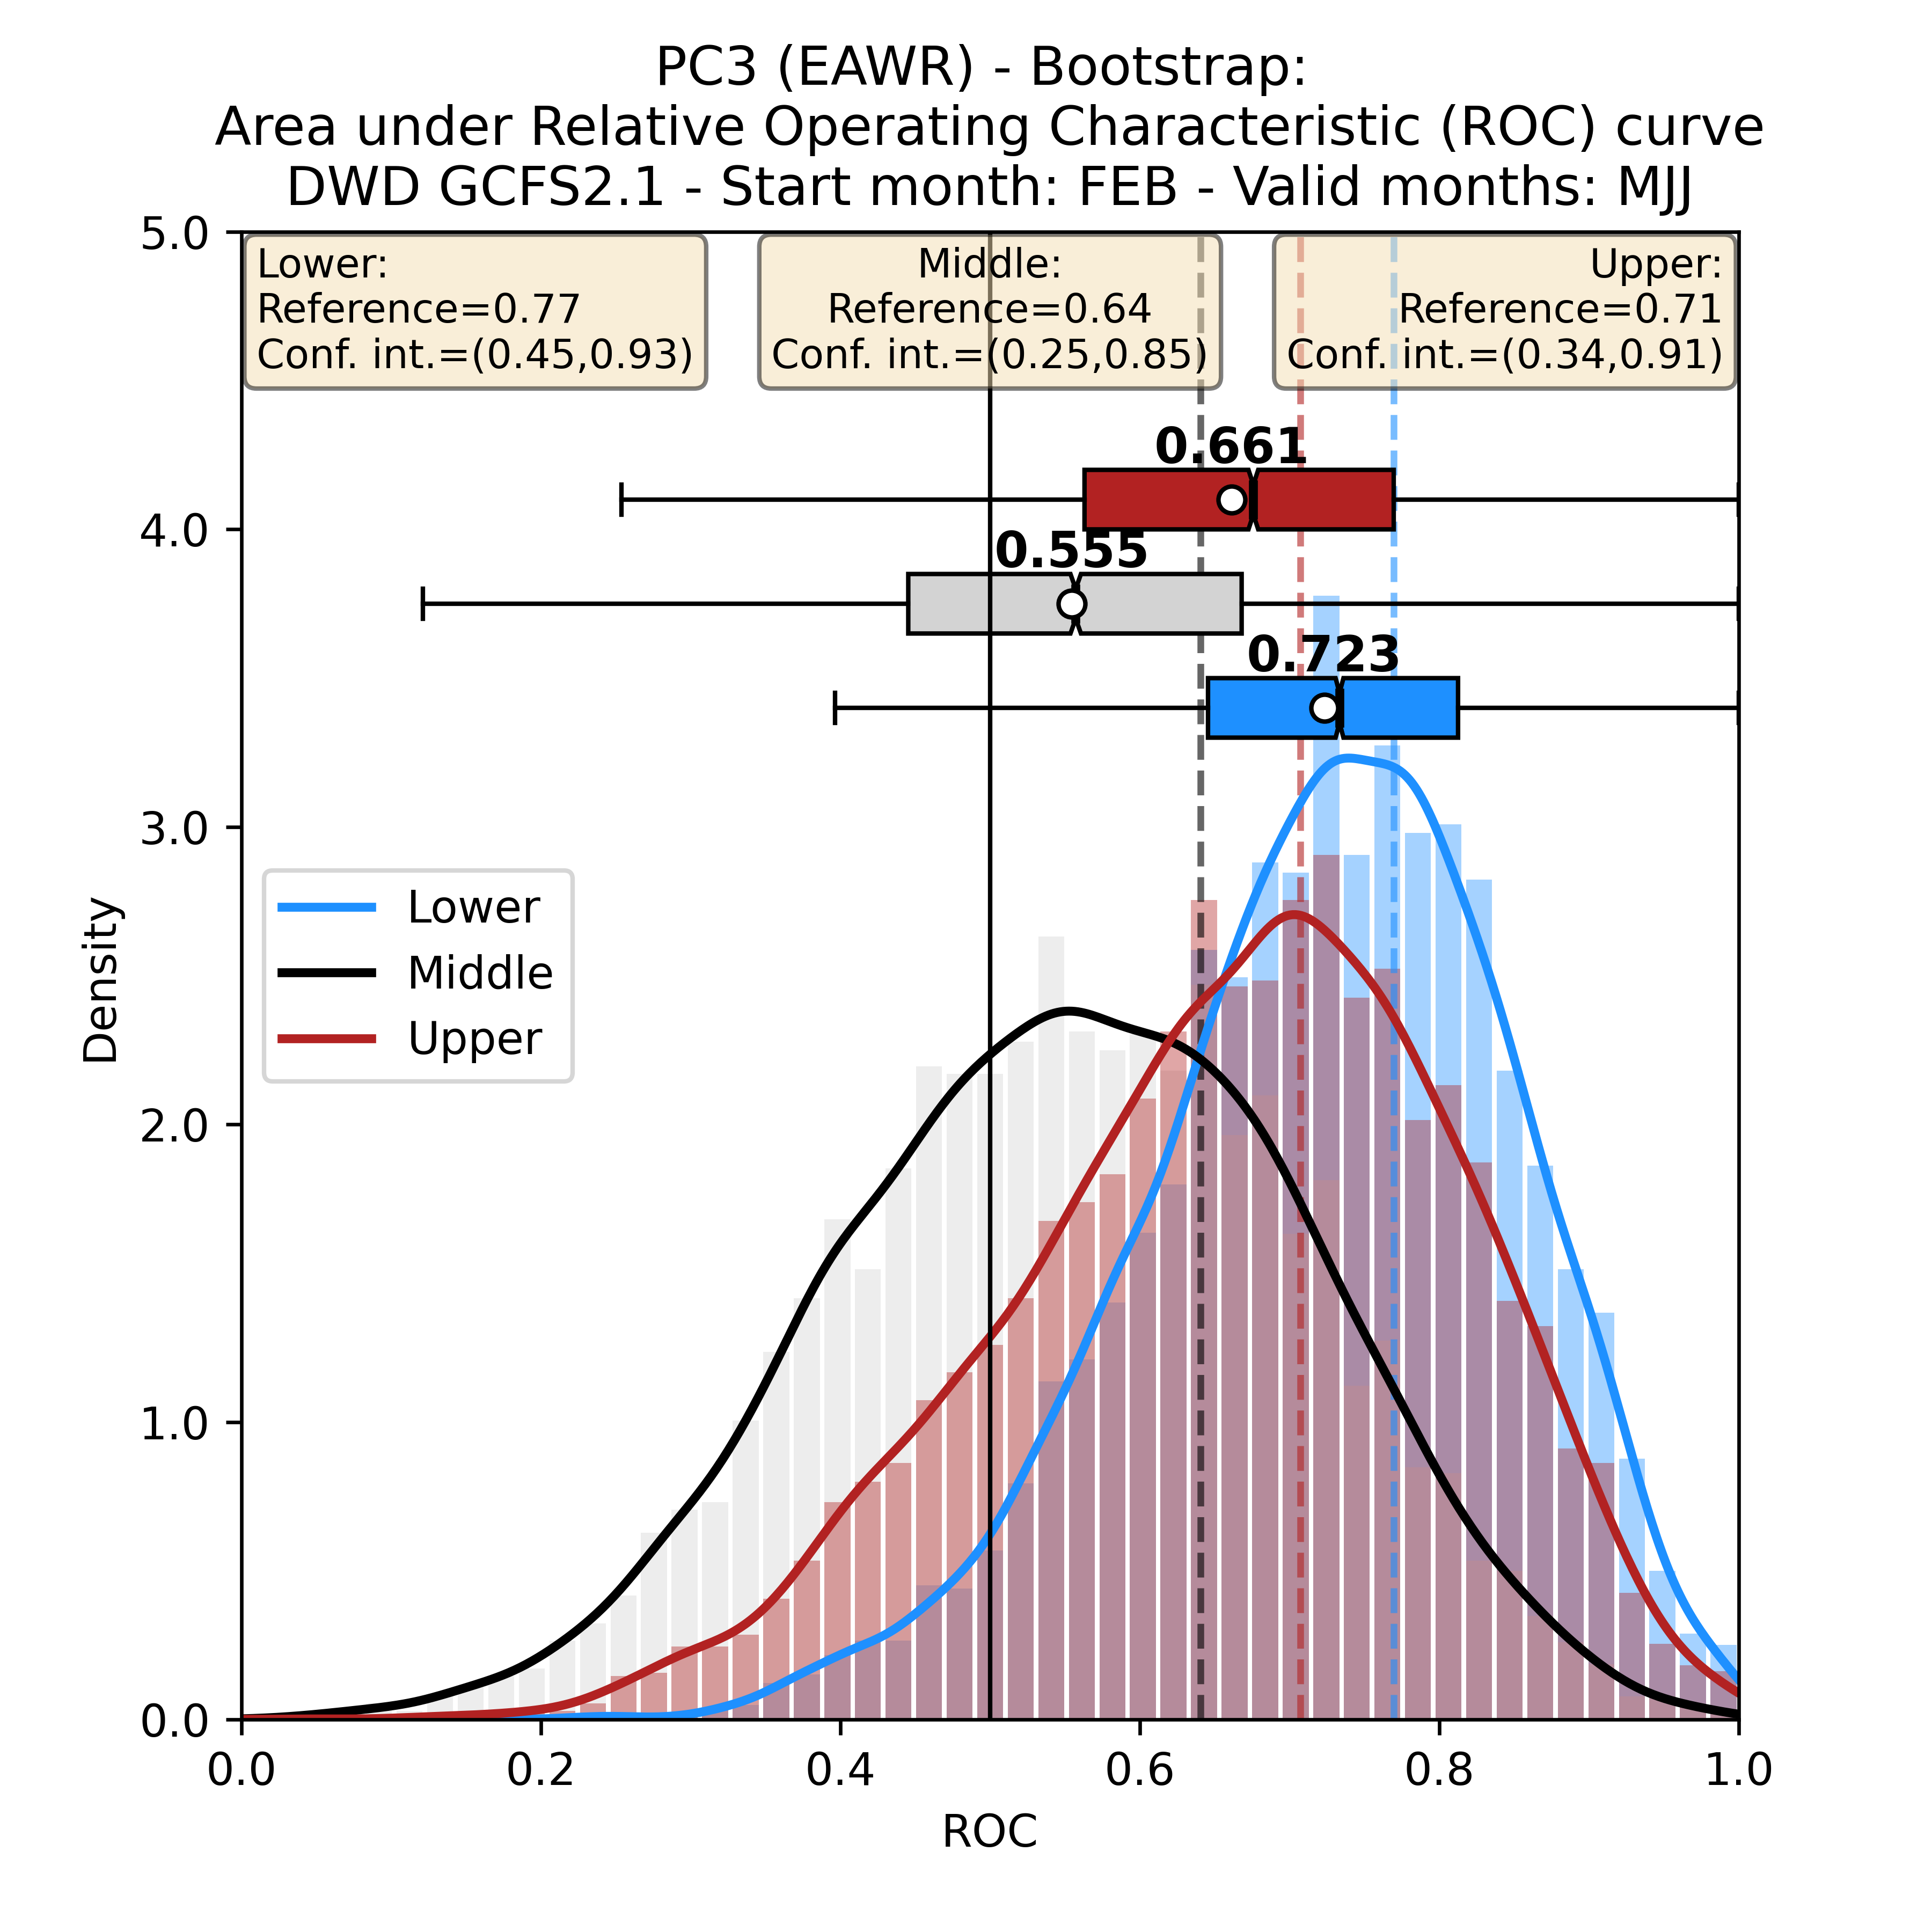 PC3 (EAWR) - Bootstrap:
Area under Relative Operating Characteristic (ROC) curve
DWD GCFS2.1 - Start month: FEB - Valid months: MJJ
Lower:
Reference=0.77
Conf. int.=(0.45,0.93)
Middle:
Reference=0.64
Conf. int.=(0.25,0.85)
Upper:
Reference=0.71
Conf. int.=(0.34,0.91)
0.661
0.555
0.723
5.0
4.0
3.0
2.0
1.0
0.0
Density
Lower
Middle
Upper
0.0
0.2
0.4
0.6
0.8
1.0
ROC